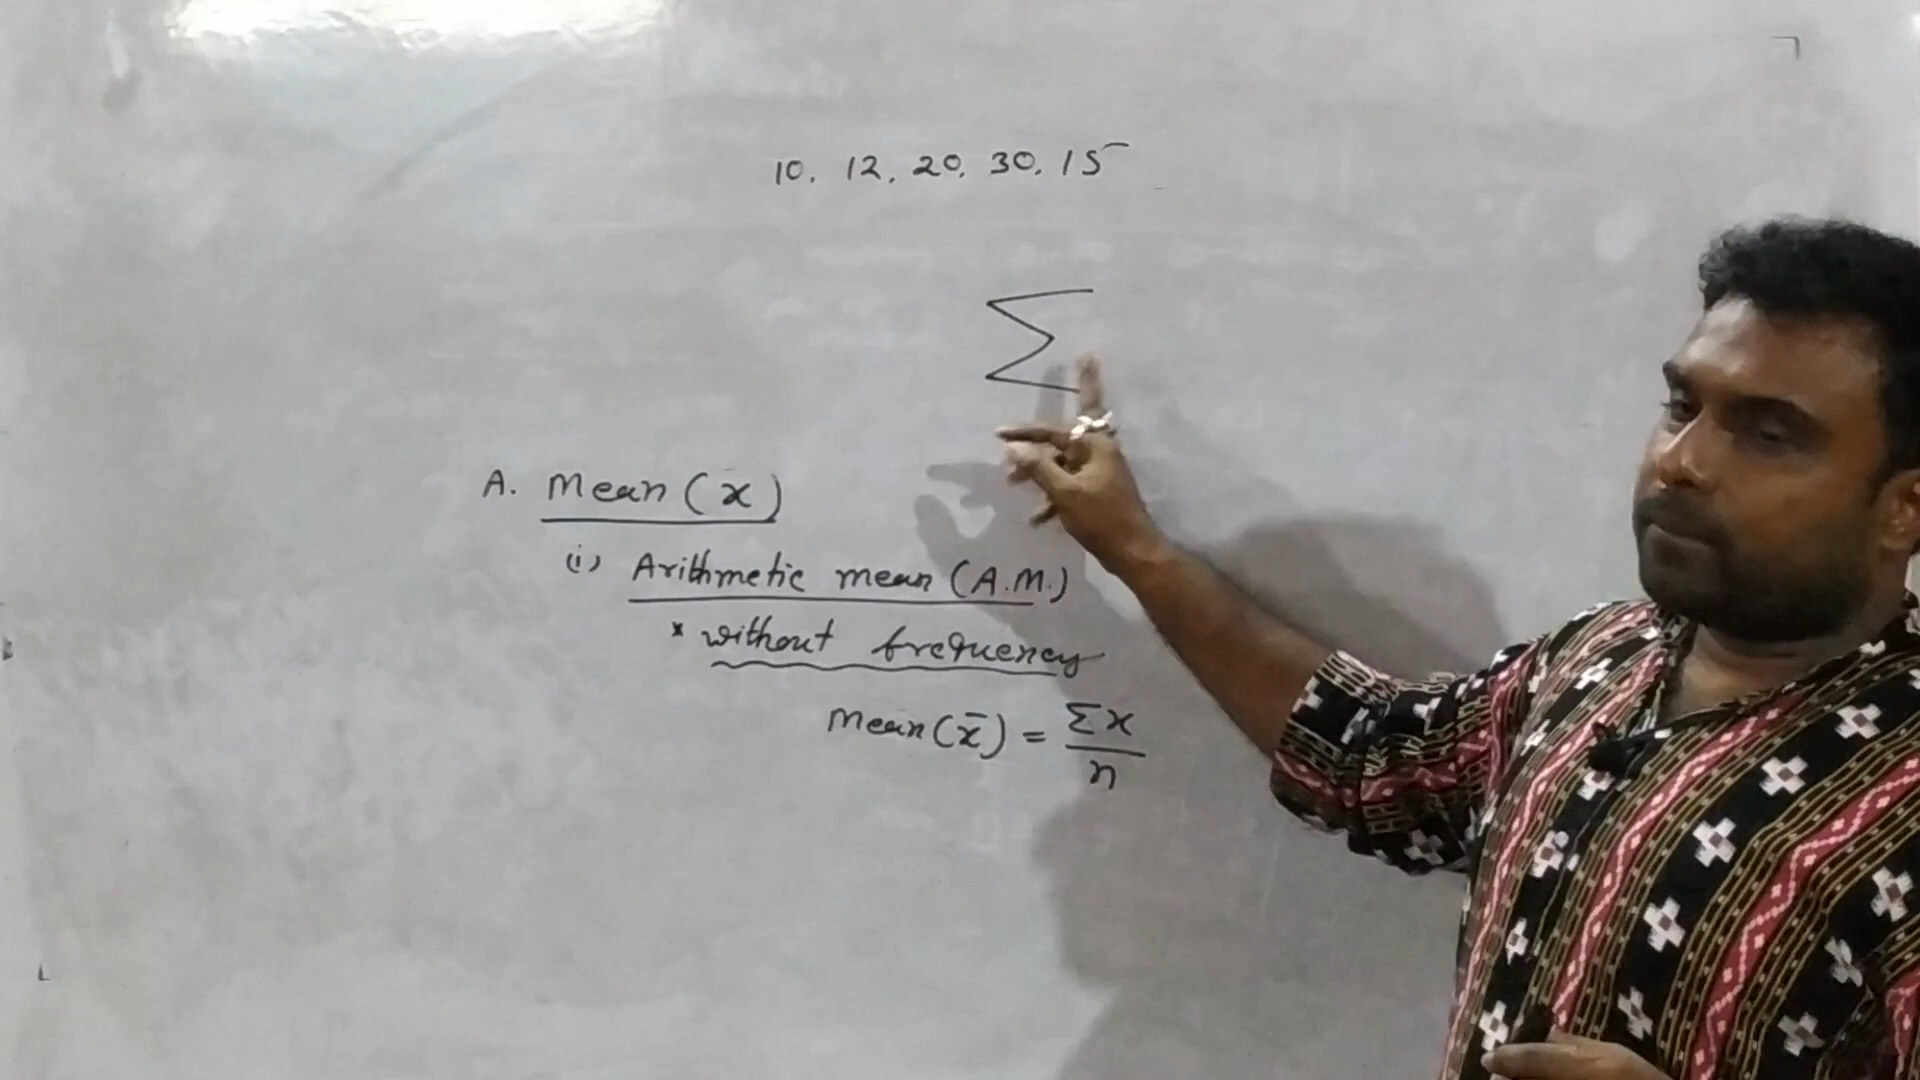 10, 12, 20, 30, 15
Σ
A. Mean (x)
(i) Arithmetic mean (A.M.)
* without frequency
Mean (x̄) = Σx / n